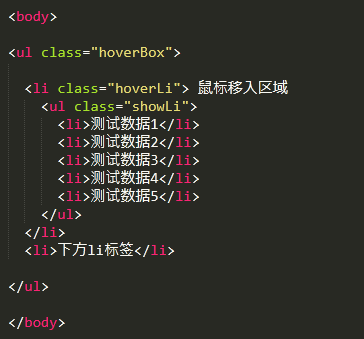 <body>
<ul class="hoverBox">
<li class="hoverLi"> 鼠标移入区域
<ul class="showLi">
<li>测试数据1</li>
<li>测试数据2</li>
<li>测试数据3</li>
<li>测试数据4</li>
<li>测试数据5</li>
</ul>
</li>
<li>下方li标签</li>
</ul>
</body>